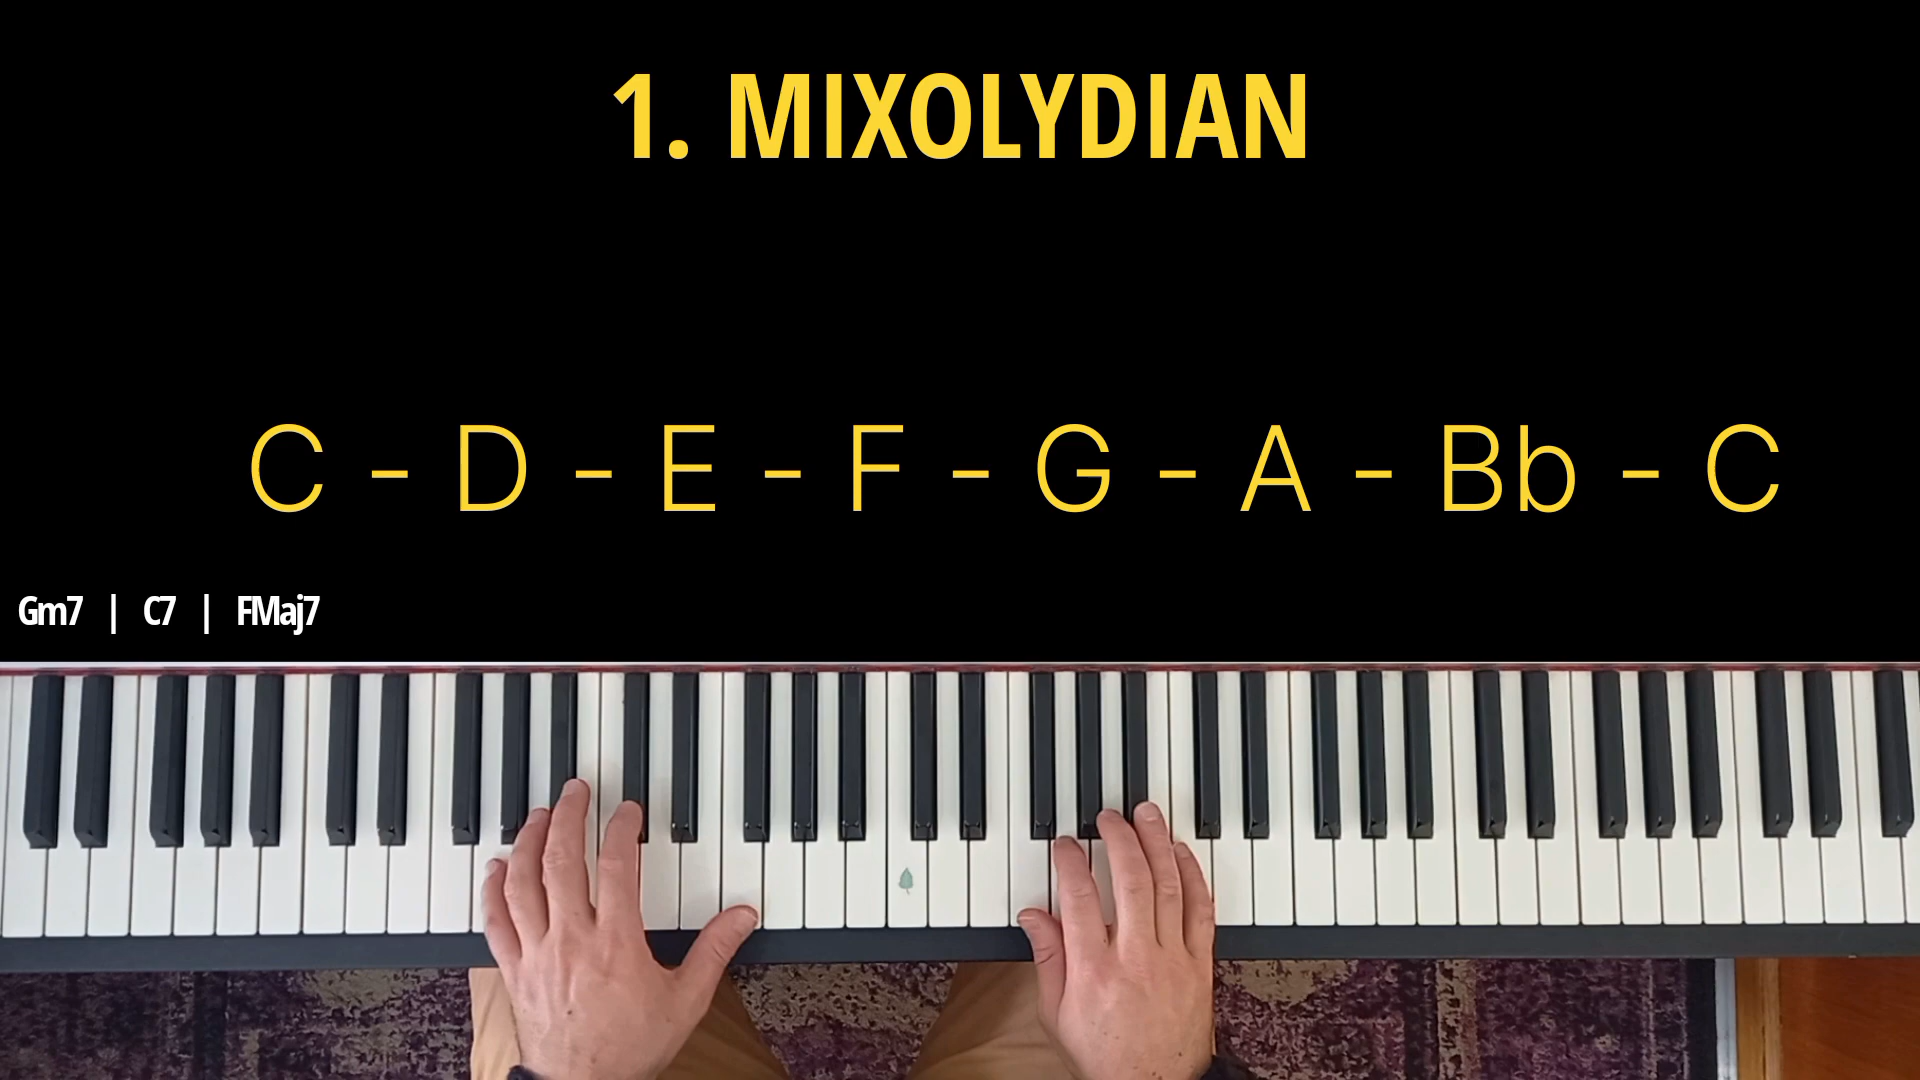 1. MIXOLYDIAN
C - D - E - F - G - A - Bb - C
Gm7 | C7 | FMaj7